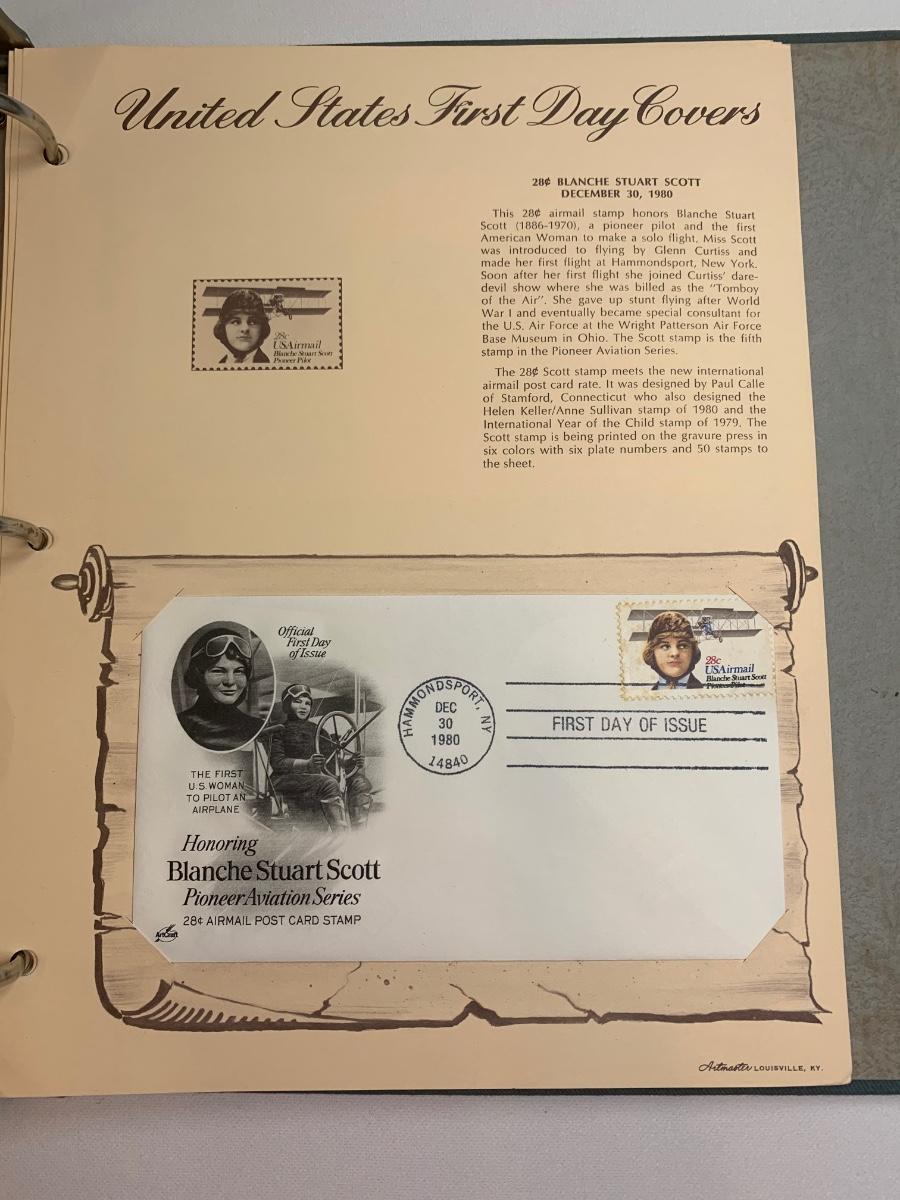 United States First Day Covers
28¢ BLANCHE STUART SCOTT
DECEMBER 30, 1980
This 28¢ airmail stamp honors Blanche Stuart
Scott (1886-1970), a pioneer pilot and the first
American Woman to make a solo flight. Miss Scott
was introduced to flying by Glenn Curtiss and
made her first flight at Hammondsport, New York.
Soon after her first flight she joined Curtiss' dare-
devil show where she was billed as the "Tomboy
of the Air". She gave up stunt flying after World
War I and eventually became special consultant for
the U.S. Air Force at the Wright Patterson Air Force
Base Museum in Ohio. The Scott stamp is the fifth
stamp in the Pioneer Aviation Series.
The 28¢ Scott stamp meets the new international
airmail post card rate. It was designed by Paul Calle
of Stamford, Connecticut who also designed the
Helen Keller/Anne Sullivan stamp of 1980 and the
International Year of the Child stamp of 1979. The
Scott stamp is being printed on the gravure press in
six colors with six plate numbers and 50 stamps to
the sheet.
28c
USAirmail
Blanche Stuart Scott
Pioneer Pilot
Official
First Day
of Issue
THE FIRST
U.S. WOMAN
TO PILOT AN
AIRPLANE
Honoring
Blanche Stuart Scott
Pioneer Aviation Series
28¢ AIRMAIL POST CARD STAMP
ArtCraft
HAMMONDSPORT, NY
DEC
30
1980
14840
FIRST DAY OF ISSUE
28c
USAirmail
Blanche Stuart Scott
Pioneer Pilot
Artmaster LOUISVILLE, KY.